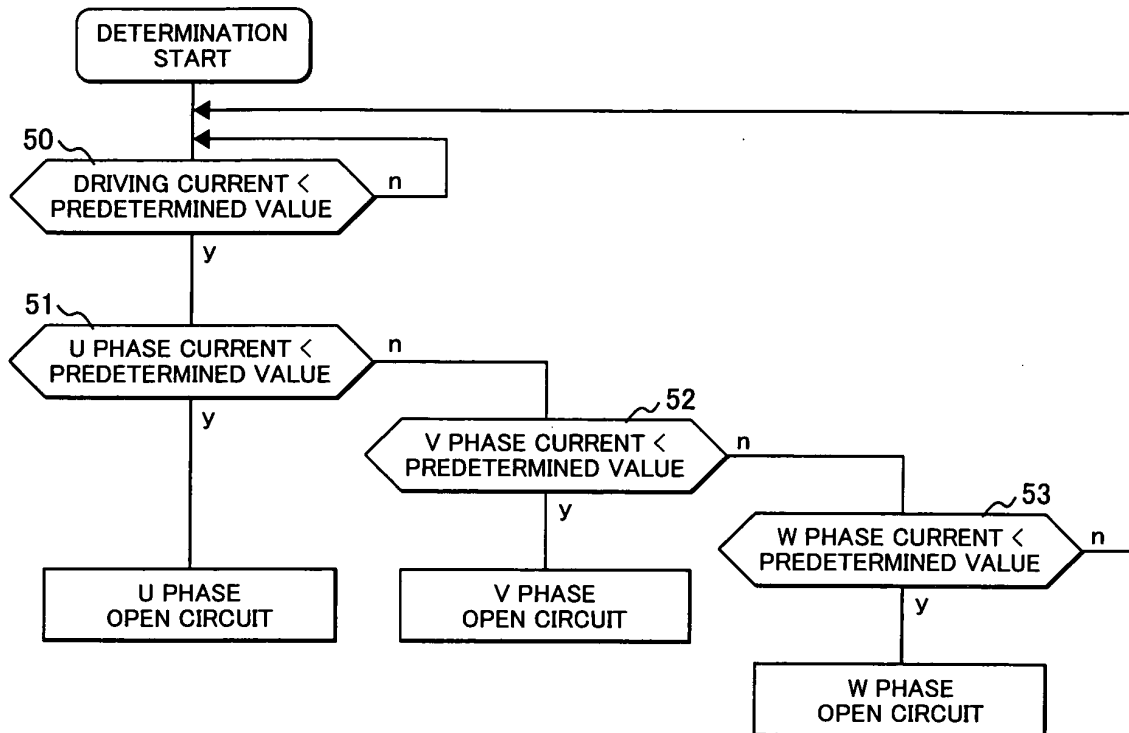 DETERMINATION
START
50
DRIVING CURRENT <
PREDETERMINED VALUE
n
y
51
U PHASE CURRENT <
PREDETERMINED VALUE
n
y
52
V PHASE CURRENT <
PREDETERMINED VALUE
n
y
53
W PHASE CURRENT <
PREDETERMINED VALUE
n
y
U PHASE
OPEN CIRCUIT
V PHASE
OPEN CIRCUIT
W PHASE
OPEN CIRCUIT